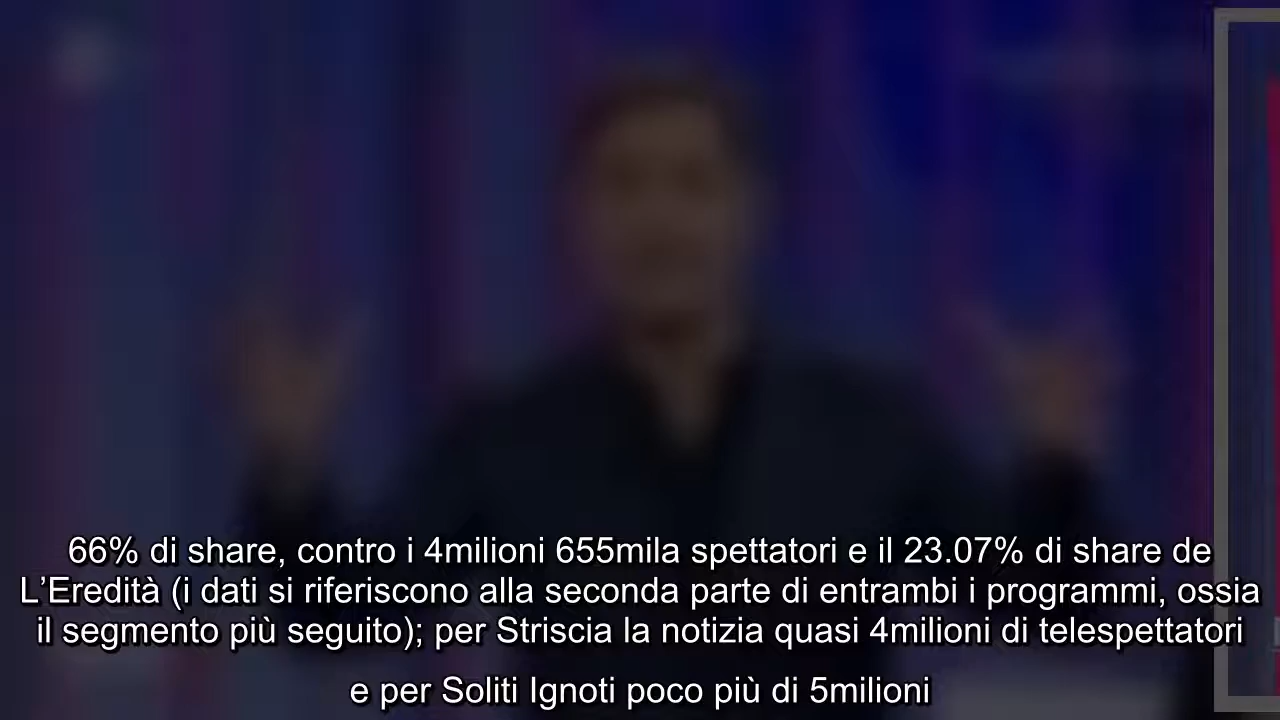 66% di share, contro i 4milioni 655mila spettatori e il 23.07% di share de
L’Eredità (i dati si riferiscono alla seconda parte di entrambi i programmi, ossia
il segmento più seguito); per Striscia la notizia quasi 4milioni di telespettatori
e per Soliti Ignoti poco più di 5milioni